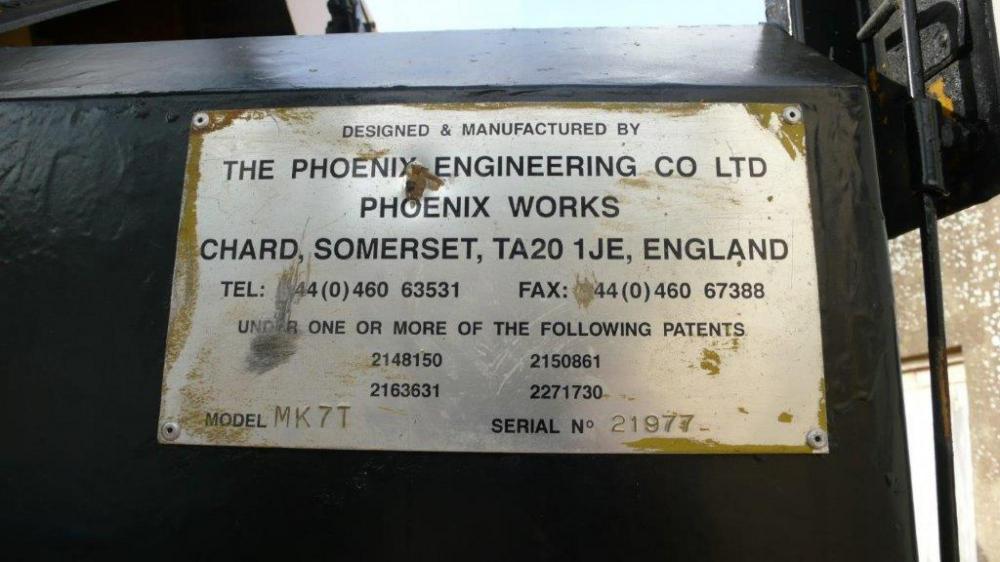 DESIGNED & MANUFACTURED BY
THE PHOENIX ENGINEERING CO LTD
PHOENIX WORKS
CHARD, SOMERSET, TA20 1JE, ENGLAND
TEL: 44(0)460 63531 FAX: 44(0)460 67388
UNDER ONE OR MORE OF THE FOLLOWING PATENTS
2148150 2150861
2163631 2271730
MODEL MK7T SERIAL Nº 21977